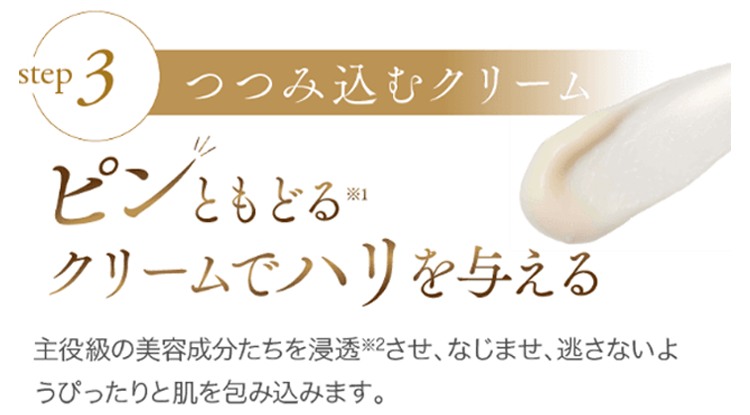 step 3
つつみ込むクリーム
ピンともどる※1
クリームでハリを与える
主役級の美容成分たちを浸透※2させ、なじませ、逃さないよ
うぴったりと肌を包み込みます。